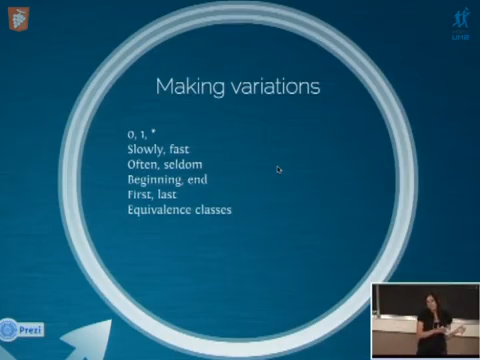 Making variations
0, 1, *
Slowly, fast
Often, seldom
Beginning, end
First, last
Equivalence classes
Prezi